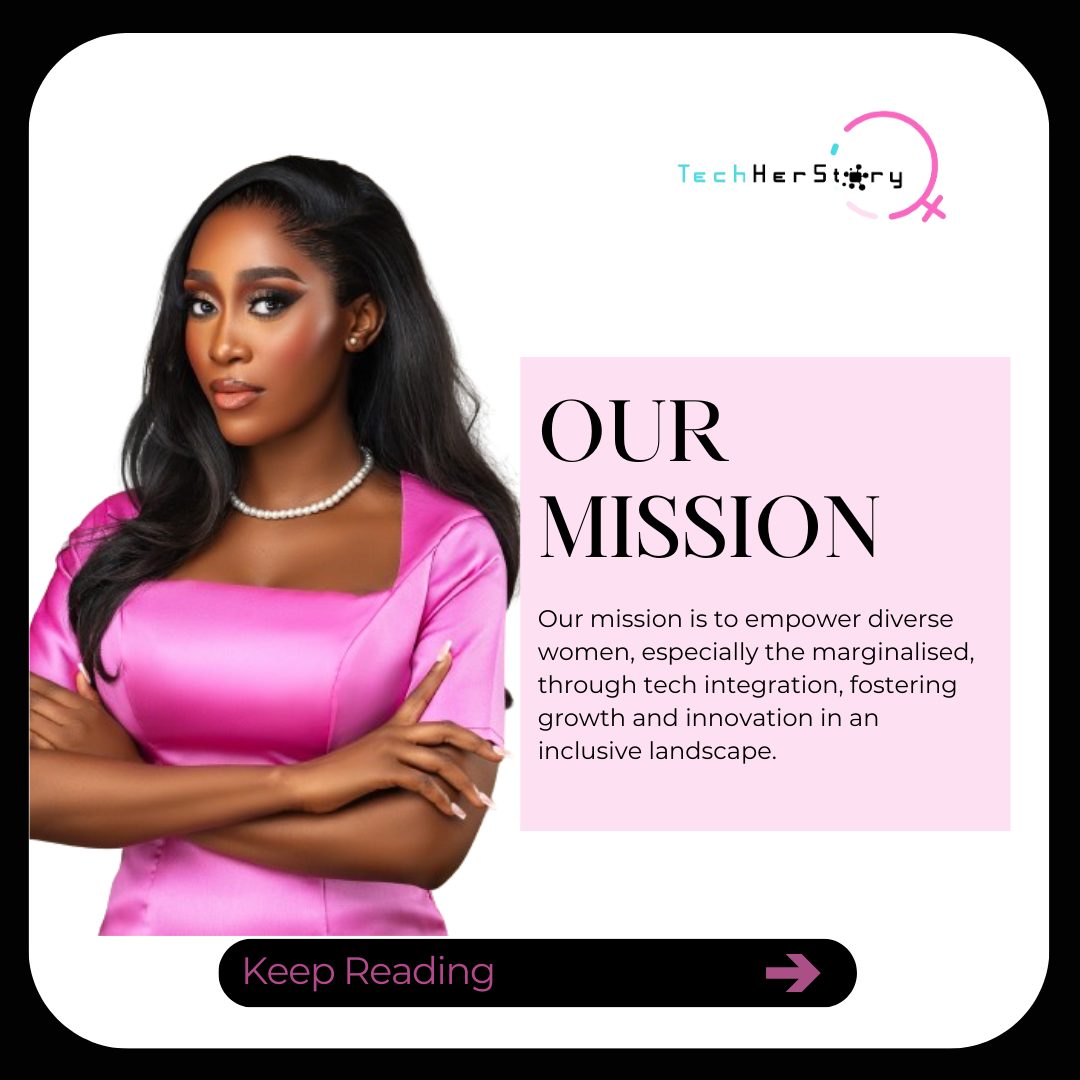 TechHerStory
OUR
MISSION
Our mission is to empower diverse
women, especially the marginalised,
through tech integration, fostering
growth and innovation in an
inclusive landscape.
Keep Reading